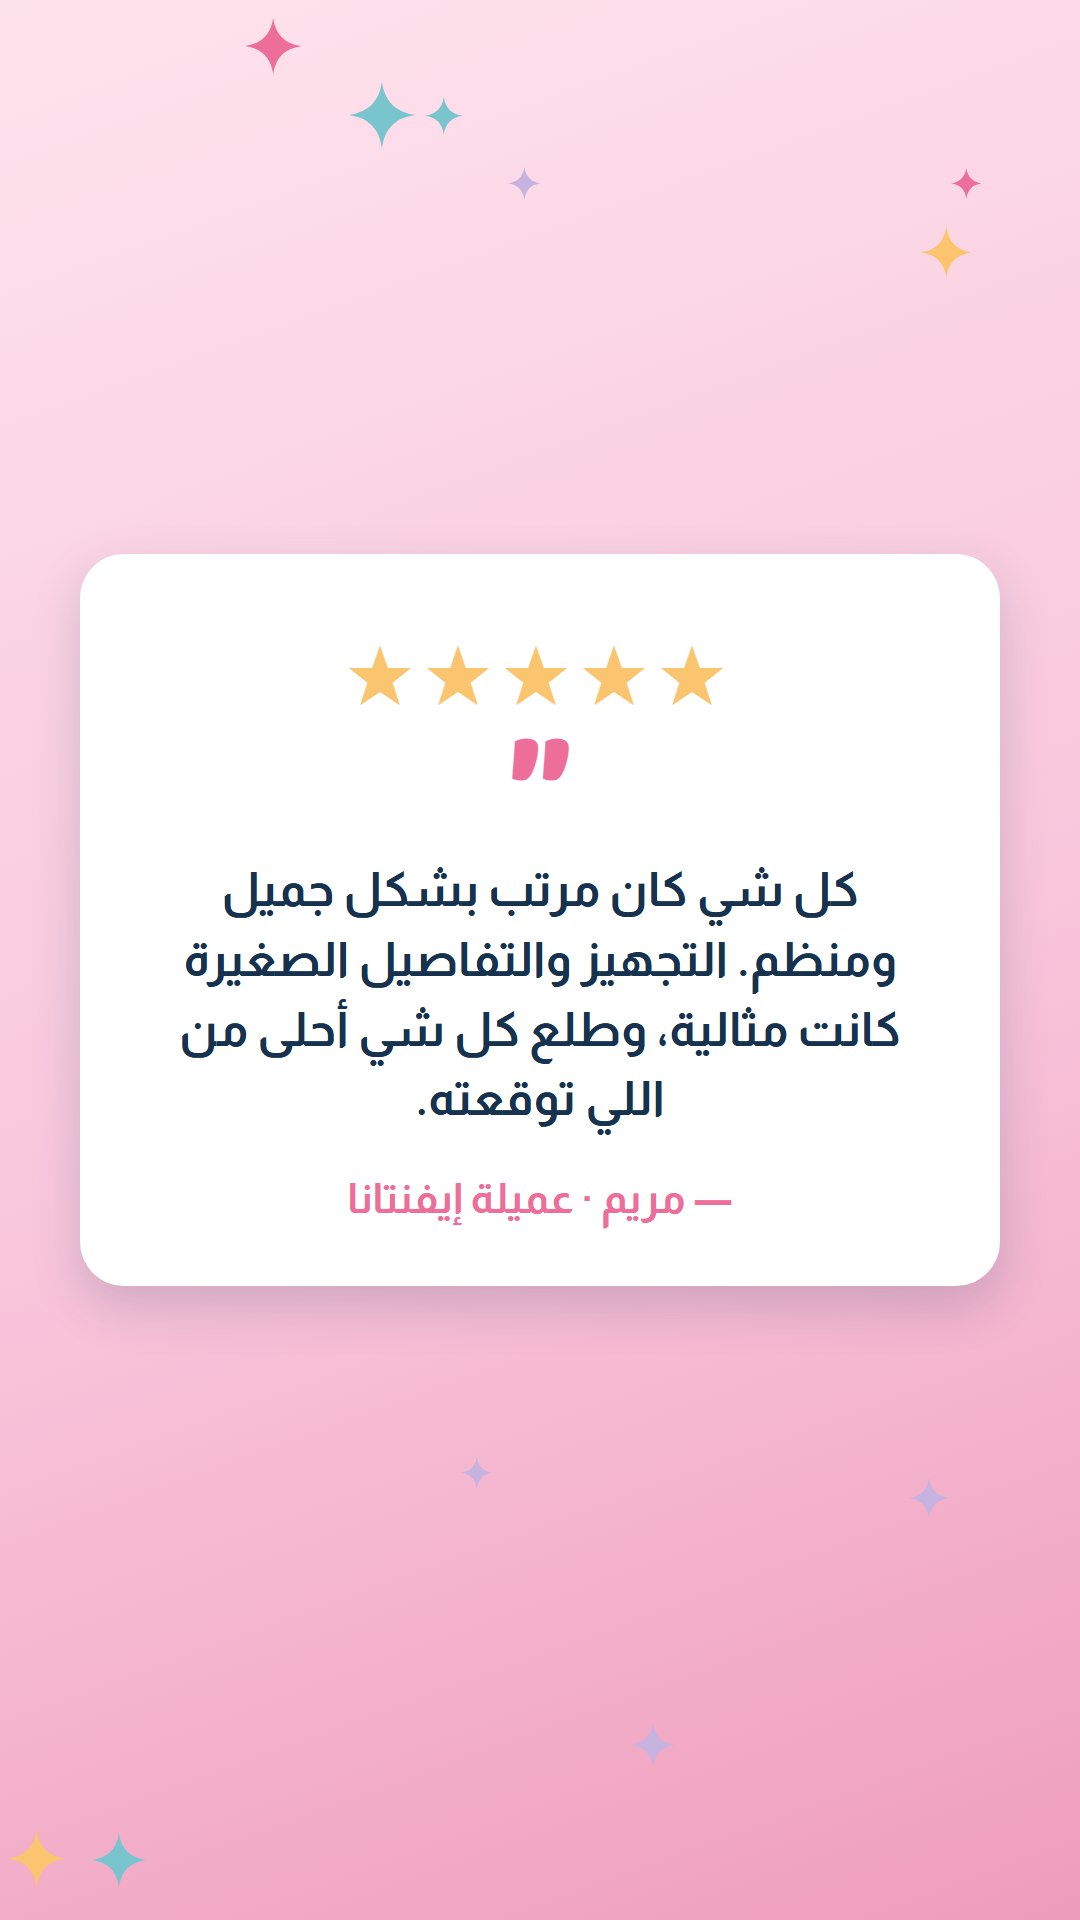 ★★★★★
"
كل شي كان مرتب بشكل جميل
ومنظم. التجهيز والتفاصيل الصغيرة
كانت مثالية، وطلع كل شي أحلى من
اللي توقعته.
— مريم · عميلة إيفنتانا